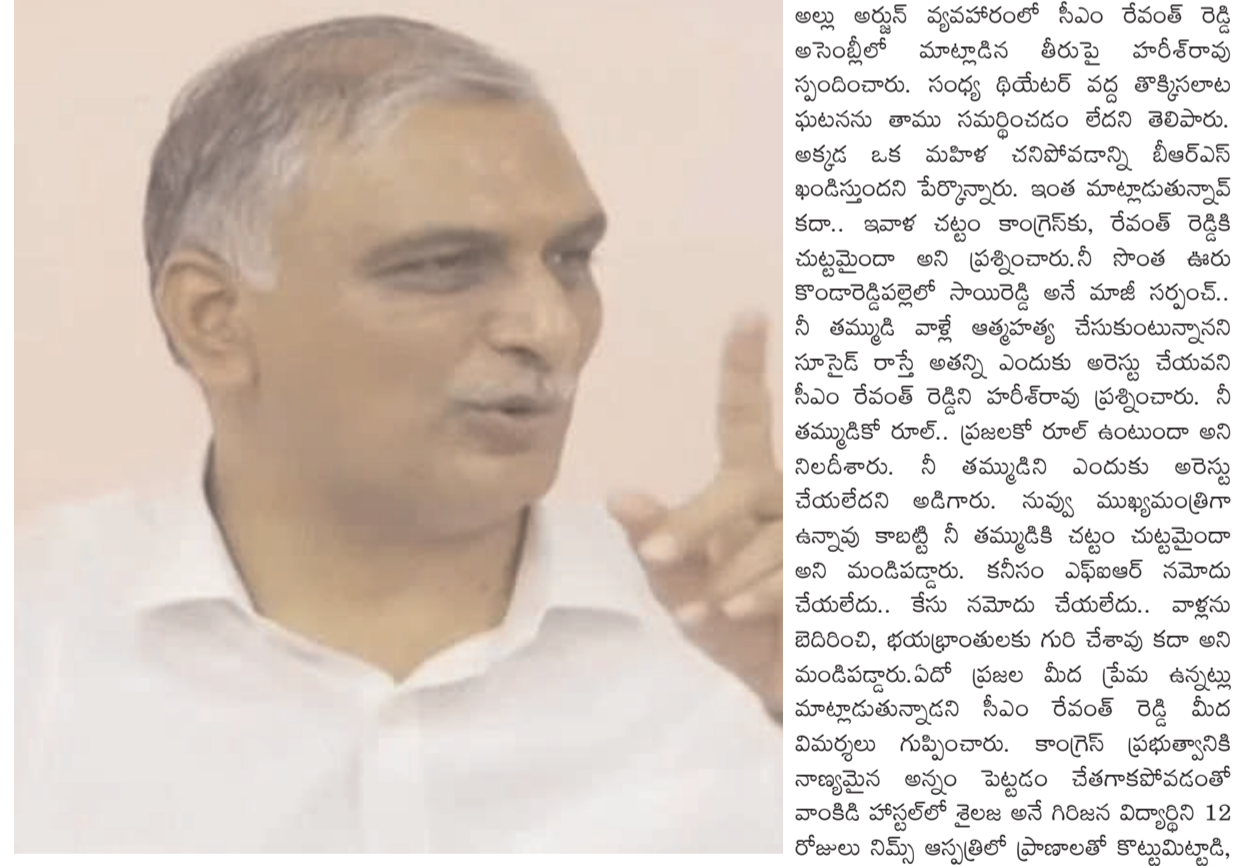 అల్లు అర్జున్ వ్యవహారంలో సీఎం రేవంత్ రెడ్డి
అసెంబ్లీలో మాట్లాడిన తీరుపై హరీశ్‌రావు
స్పందించారు. సంధ్య థియేటర్ వద్ద తొక్కిసలాట
ఘటనను తాము సమర్థించడం లేదని తెలిపారు.
అక్కడ ఒక మహిళ చనిపోవడాన్ని బీఆర్ఎస్
ఖండిస్తుందని పేర్కొన్నారు. ఇంత మాట్లాడుతున్నావ్
కదా.. ఇవాళ చట్టం కాంగ్రెస్‌కు, రేవంత్ రెడ్డికి
చుట్టమైందా అని ప్రశ్నించారు.నీ సొంత ఊరు
కొండారెడ్డిపల్లెలో సాయిరెడ్డి అనే మాజీ సర్పంచ్..
నీ తమ్ముడి వాళ్లే ఆత్మహత్య చేసుకుంటున్నానని
సూసైడ్ రాస్తే అతన్ని ఎందుకు అరెస్టు చేయవని
సీఎం రేవంత్ రెడ్డిని హరీశ్‌రావు ప్రశ్నించారు. నీ
తమ్ముడికో రూల్.. ప్రజలకో రూల్ ఉంటుందా అని
నిలదీశారు. నీ తమ్ముడిని ఎందుకు అరెస్టు
చేయలేదని అడిగారు. నువ్వు ముఖ్యమంత్రిగా
ఉన్నావు కాబట్టి నీ తమ్ముడికి చట్టం చుట్టమైందా
అని మండిపడ్డారు. కనీసం ఎఫ్ఐఆర్ నమోదు
చేయలేదు.. కేసు నమోదు చేయలేదు.. వాళ్లను
బెదిరించి, భయభ్రాంతులకు గురి చేశావు కదా అని
మండిపడ్డారు.ఏదో ప్రజల మీద ప్రేమ ఉన్నట్లు
మాట్లాడుతున్నాడని సీఎం రేవంత్ రెడ్డి మీద
విమర్శలు గుప్పించారు. కాంగ్రెస్ ప్రభుత్వానికి
నాణ్యమైన అన్నం పెట్టడం చేతగాకపోవడంతో
వాంకిడి హాస్టల్‌లో శైలజ అనే గిరిజన విద్యార్థిని 12
రోజులు నిమ్స్ ఆస్పత్రిలో ప్రాణాలతో కొట్టుమిట్టాడి,